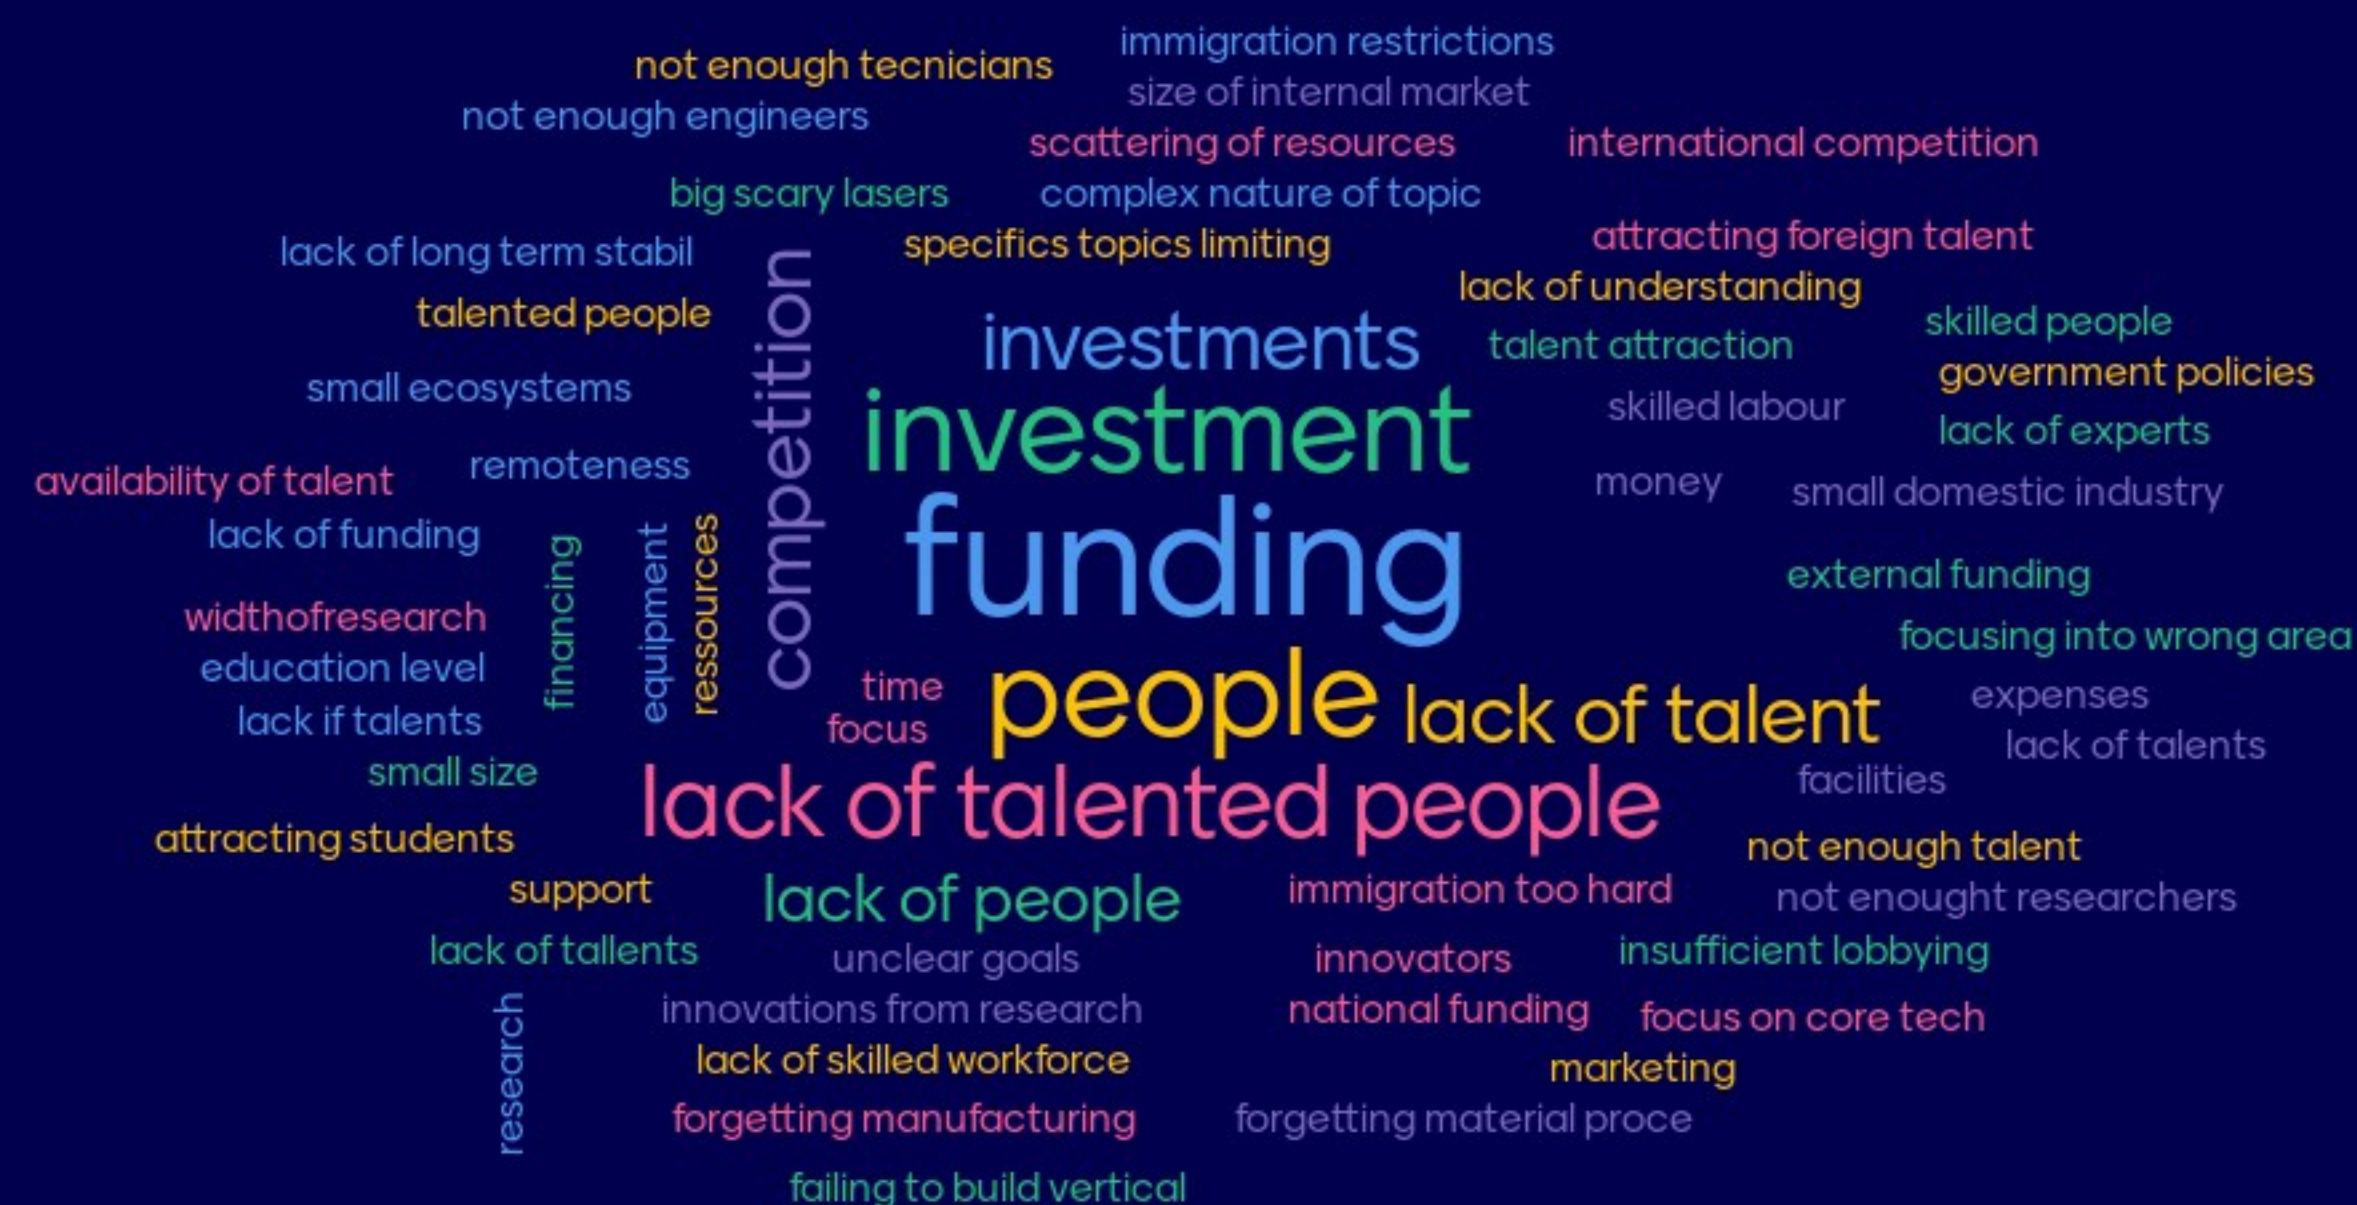 immigration restrictions
not enough tecnicians
size of internal market
not enough engineers
scattering of resources
international competition
big scary lasers
complex nature of topic
attracting foreign talent
specifics topics limiting
lack of long term stabil
lack of understanding
talented people
skilled people
investments
talent attraction
government policies
small ecosystems
skilled labour
investment
lack of experts
competition
remoteness
availability of talent
money
small domestic industry
lack of funding
funding
external funding
financing
equipment
ressources
widthofresearch
focusing into wrong area
education level
time
people
expenses
lack of talent
lack if talents
focus
lack of talents
small size
facilities
lack of talented people
attracting students
not enough talent
support
lack of people
immigration too hard
not enought researchers
lack of tallents
unclear goals
innovators
insufficient lobbying
research
innovations from research
national funding
focus on core tech
lack of skilled workforce
marketing
forgetting manufacturing
forgetting material proce
failing to build vertical